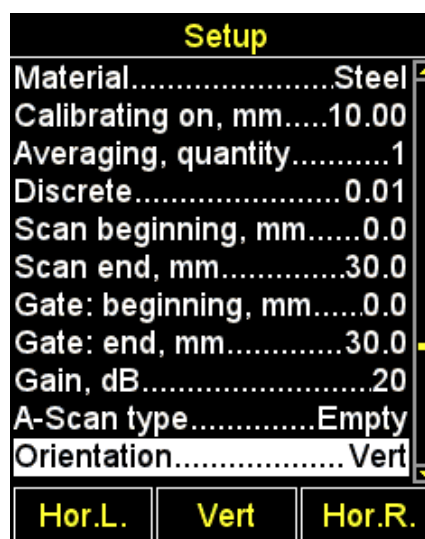 Setup
Material....................Steel
Calibrating on, mm.....10.00
Averaging, quantity...........1
Discrete......................0.01
Scan beginning, mm......0.0
Scan end, mm..............30.0
Gate: beginning, mm......0.0
Gate: end, mm.............30.0
Gain, dB.......................20
A-Scan type..............Empty
Orientation................... Vert
Hor.L. Vert Hor.R.